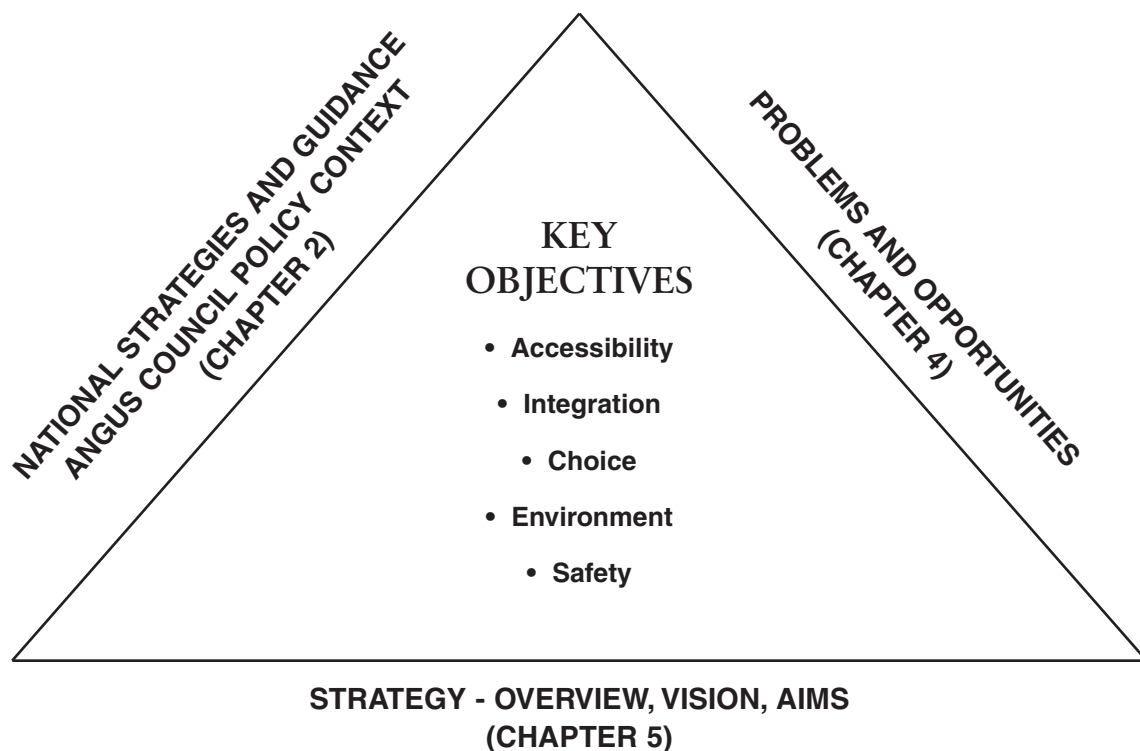 NATIONAL STRATEGIES AND GUIDANCE
ANGUS COUNCIL POLICY CONTEXT
(CHAPTER 2)
PROBLEMS AND OPPORTUNITIES
(CHAPTER 4)
KEY
OBJECTIVES
• Accessibility
• Integration
• Choice
• Environment
• Safety
STRATEGY - OVERVIEW, VISION, AIMS
(CHAPTER 5)